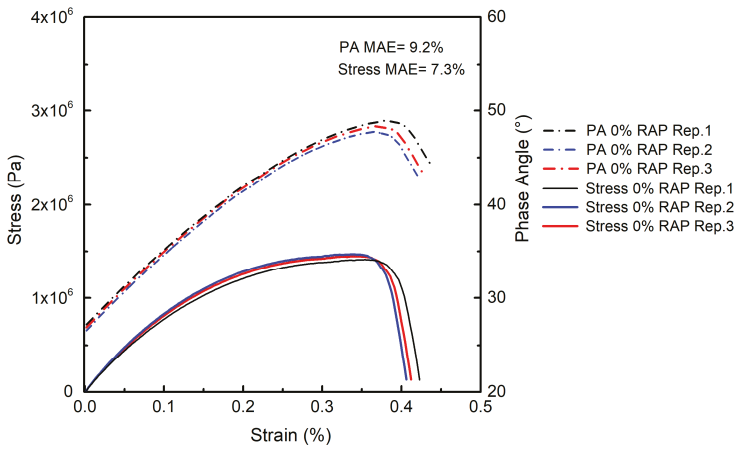 4x10⁶
3x10⁶
2x10⁶
1x10⁶
0
Stress (Pa)
PA MAE= 9.2%
Stress MAE= 7.3%
60
50
40
30
20
Phase Angle (°)
0.0 0.1 0.2 0.3 0.4 0.5
Strain (%)
PA 0% RAP Rep.1
PA 0% RAP Rep.2
PA 0% RAP Rep.3
Stress 0% RAP Rep.1
Stress 0% RAP Rep.2
Stress 0% RAP Rep.3